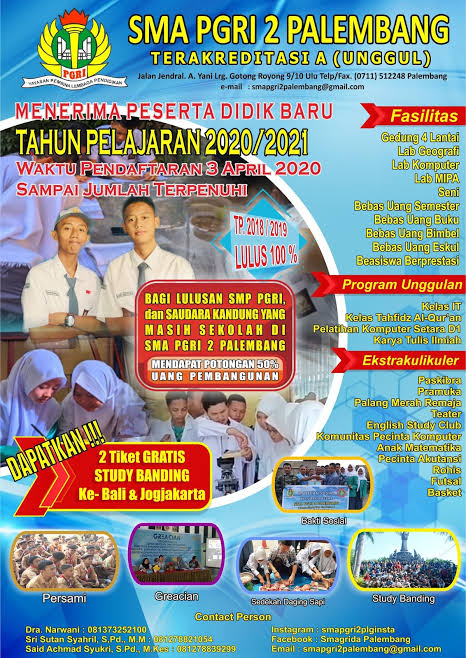 PGRI
YAYASAN PEMBINA LEMBAGA PENDIDIKAN
SMA PGRI 2 PALEMBANG
TERAKREDITASI A (UNGGUL)
Jalan Jendral. A. Yani Lrg. Gotong Royong 9/10 Ulu Telp/Fax. (0711) 512248 Palembang
e-mail : smapgri2palembang@gmail.com
MENERIMA PESERTA DIDIK BARU
TAHUN PELAJARAN 2020/2021
WAKTU PENDAFTARAN 3 APRIL 2020
SAMPAI JUMLAH TERPENUHI
TP. 2018 / 2019
LULUS 100 %
BAGI LULUSAN SMP PGRI,
dan SAUDARA KANDUNG YANG
MASIH SEKOLAH DI
SMA PGRI 2 PALEMBANG
MENDAPAT POTONGAN 50%
UANG PEMBANGUNAN
DAPATKAN !!!
2 Tiket GRATIS
STUDY BANDING
Ke- Bali & Jogjakarta
Fasilitas
Gedung 4 Lantai
Lab Geografi
Lab Komputer
Lab MIPA
Seni
Bebas Uang Semester
Bebas Uang Buku
Bebas Uang Bimbel
Bebas Uang Eskul
Beasiswa Berprestasi
Program Unggulan
Kelas IT
Kelas Tahfidz Al-Qur'an
Pelatihan Komputer Setara D1
Karya Tulis Ilmiah
Ekstrakulikuler
Paskibra
Pramuka
Palang Merah Remaja
Teater
English Study Club
Komunitas Pecinta Komputer
Anak Matematika
Pecinta Akutansi
Rohis
Futsal
Basket
Bakti Sosial
Persami
GREACIAN
Greacian
Sedekah Daging Sapi
Study Banding
Contact Person
Dra. Narwani : 081373252100
Sri Sutan Syahril, S.Pd., M.M : 081278821054
Said Achmad Syukri, S.Pd., M.Kes - 081278839299
Instagram : smapgri2plginsta
Facebook : Smagrida Palembang
Email : smapgri2palembang@gmail.com